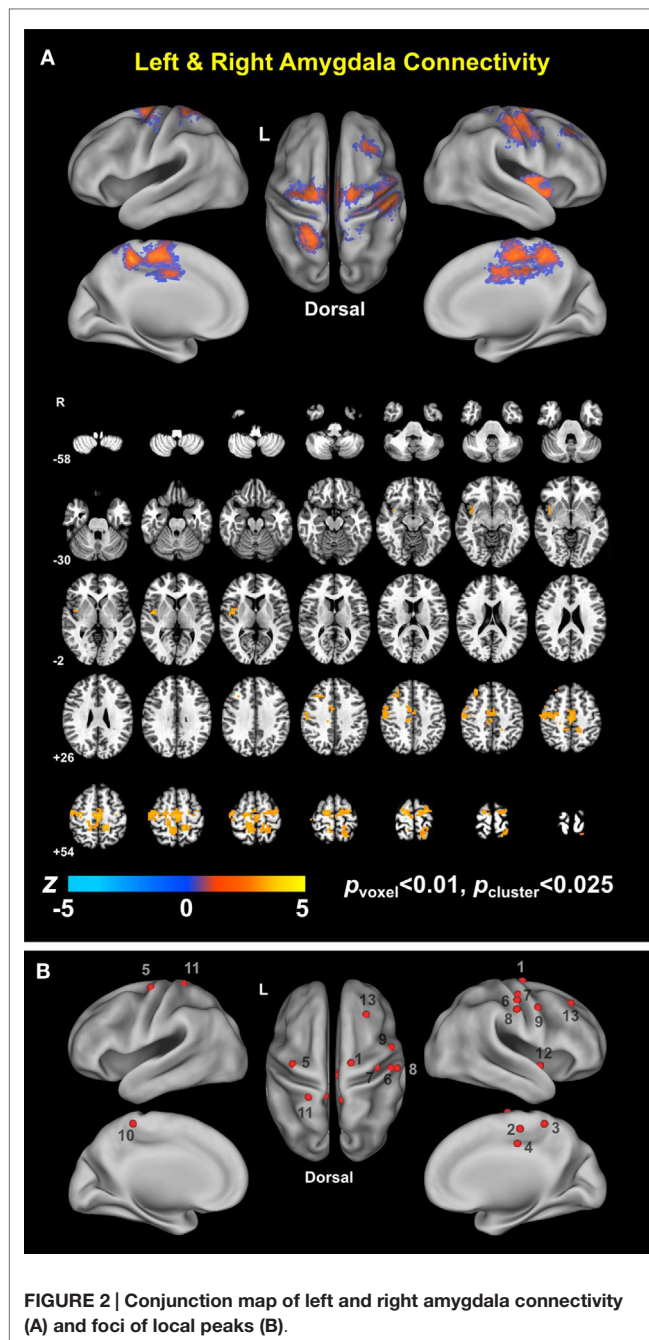 A
Left & Right Amygdala Connectivity
L
Dorsal
R
-58
-30
-2
+26
+54
Z
-5 0 5
p voxel<0.01, p cluster<0.025
B
5 11
L
13
9
5 1
7 6 8
11
Dorsal
10
1
7
6
8 9 13
12
2 3
4
FIGURE 2 | Conjunction map of left and right amygdala connectivity
(A) and foci of local peaks (B).